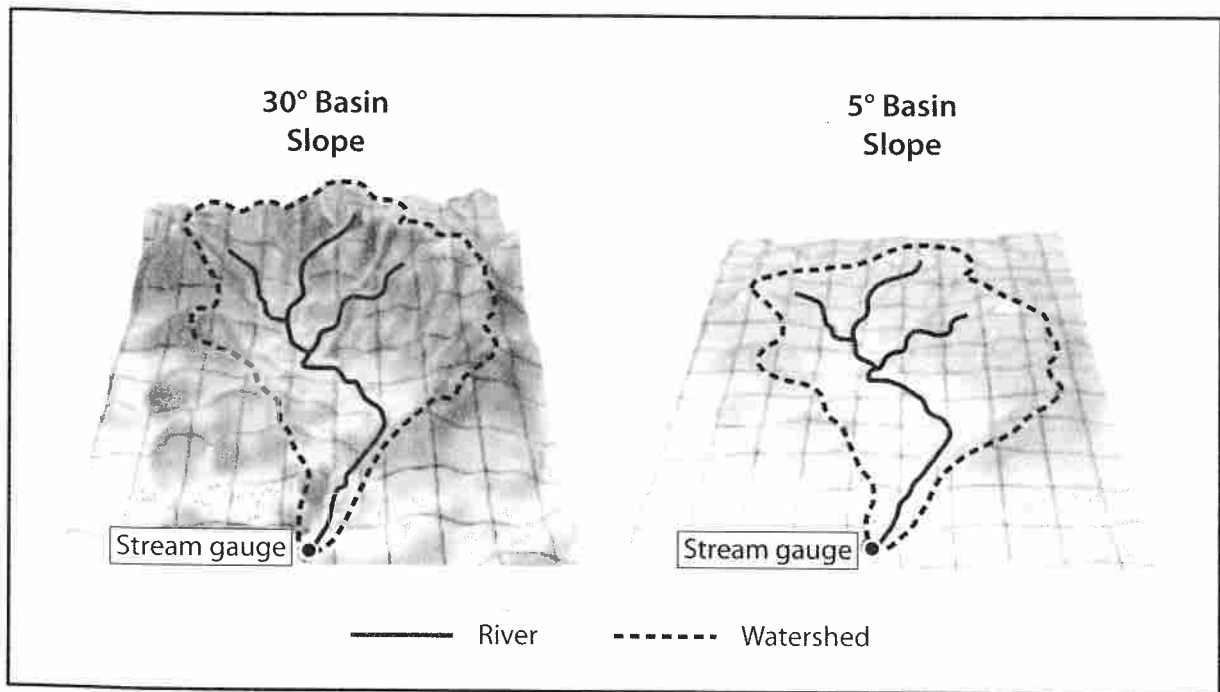 30° Basin
Slope
5° Basin
Slope
Stream gauge
Stream gauge
River
Watershed